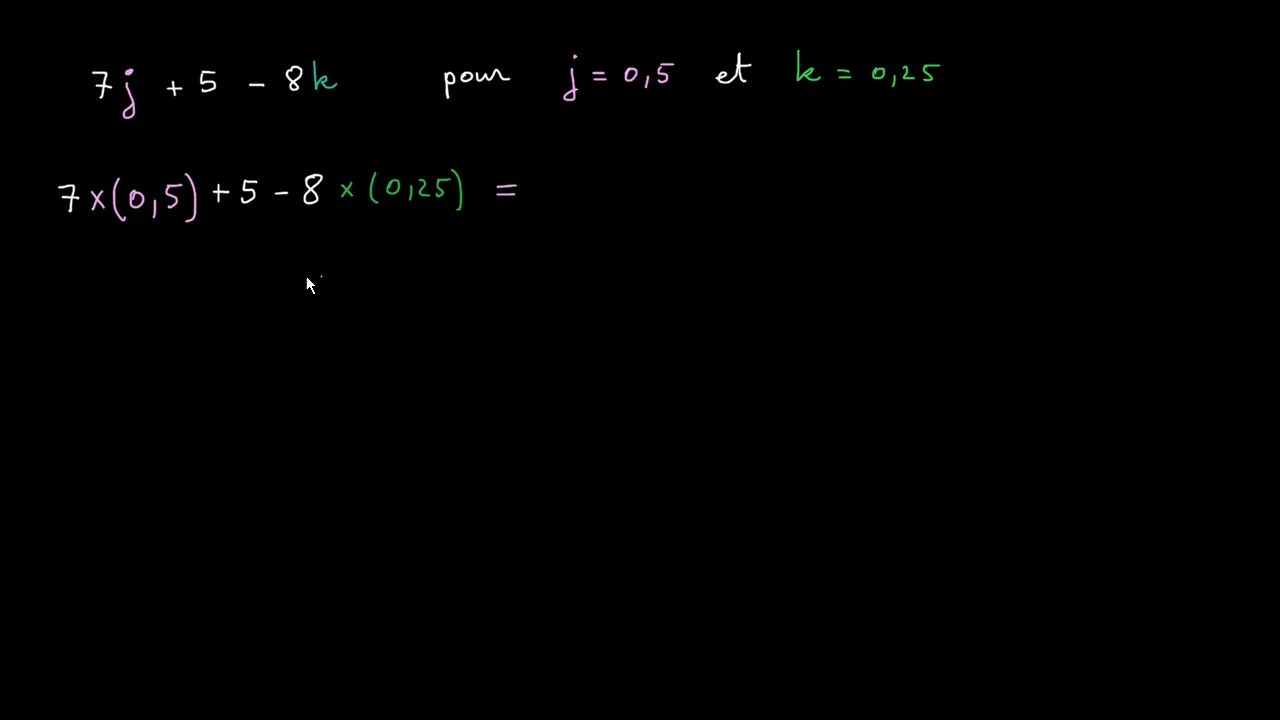 7j + 5 - 8k pour j = 0,5 et k = 0,25
7 x (0,5) + 5 - 8 x (0,25) =